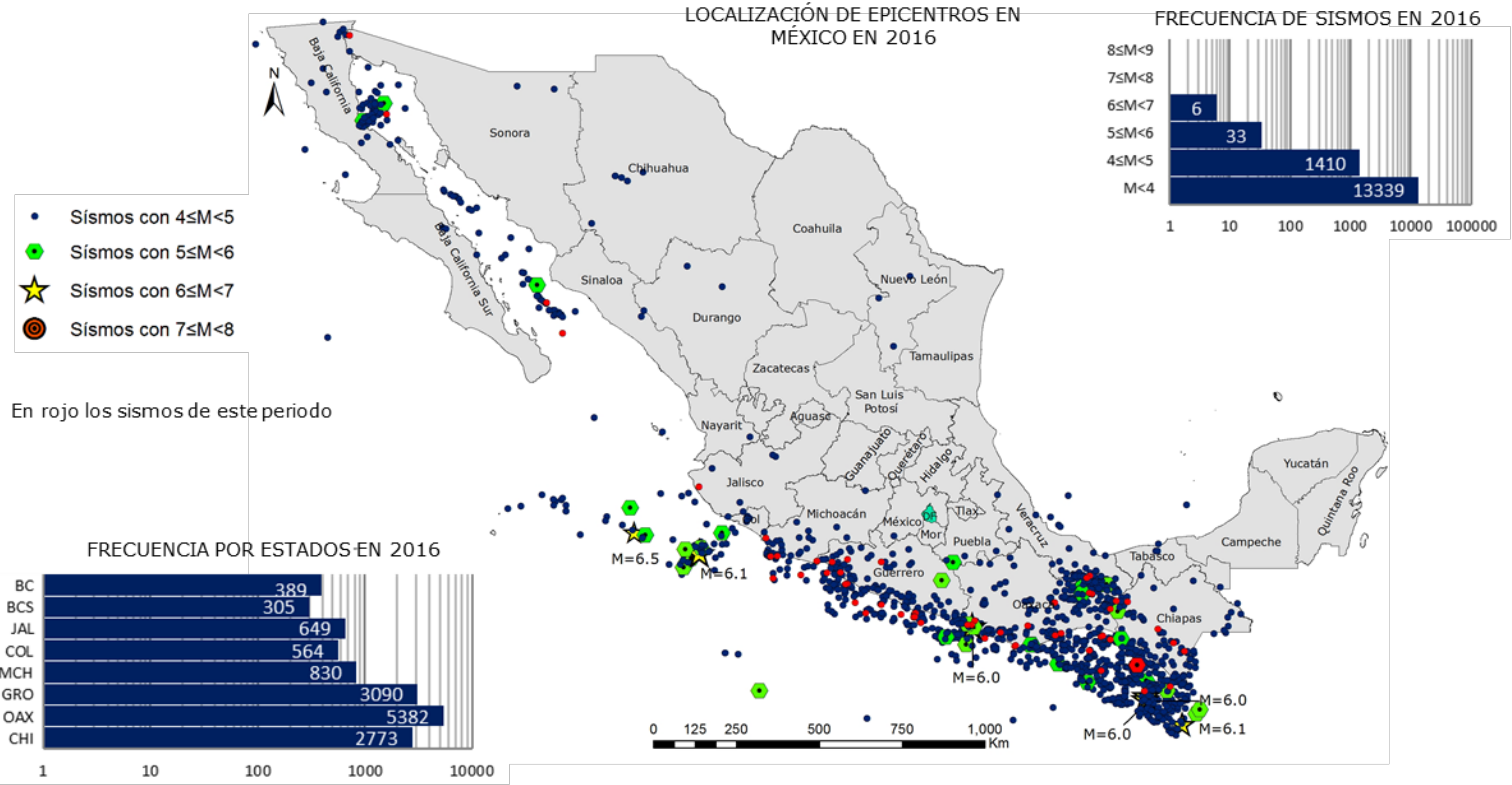 LOCALIZACIÓN DE EPICENTROS EN
MÉXICO EN 2016
FRECUENCIA DE SISMOS EN 2016
8≤M<9
7≤M<8
6≤M<7
6
5≤M<6
33
4≤M<5
1410
M<4
13339
1 10 100 1000 10000 100000
N
Baja California
Sonora
Chihuahua
Coahuila
Baja California Sur
Sinaloa
Nuevo León
Durango
Tamaulipas
Zacatecas
San Luis
Potosí
Nayarit
Aguasc
Guanajuato
Querétaro
Hidalgo
Jalisco
Michoacán
Col
México
DF
Tlax
Mor
Puebla
Veracruz
Guerrero
Oaxaca
Tabasco
Chiapas
Campeche
Yucatán
Quintana Roo
Sísmos con 4≤M<5
Sísmos con 5≤M<6
Sísmos con 6≤M<7
Sísmos con 7≤M<8
En rojo los sismos de este periodo
M=6.5
M=6.1
M=6.0
M=6.0
M=6.0
M=6.1
0 125 250 500 750 1,000
Km
FRECUENCIA POR ESTADOS EN 2016
BC
389
BCS
305
JAL
649
COL
564
MCH
830
GRO
3090
OAX
5382
CHI
2773
1 10 100 1000 10000